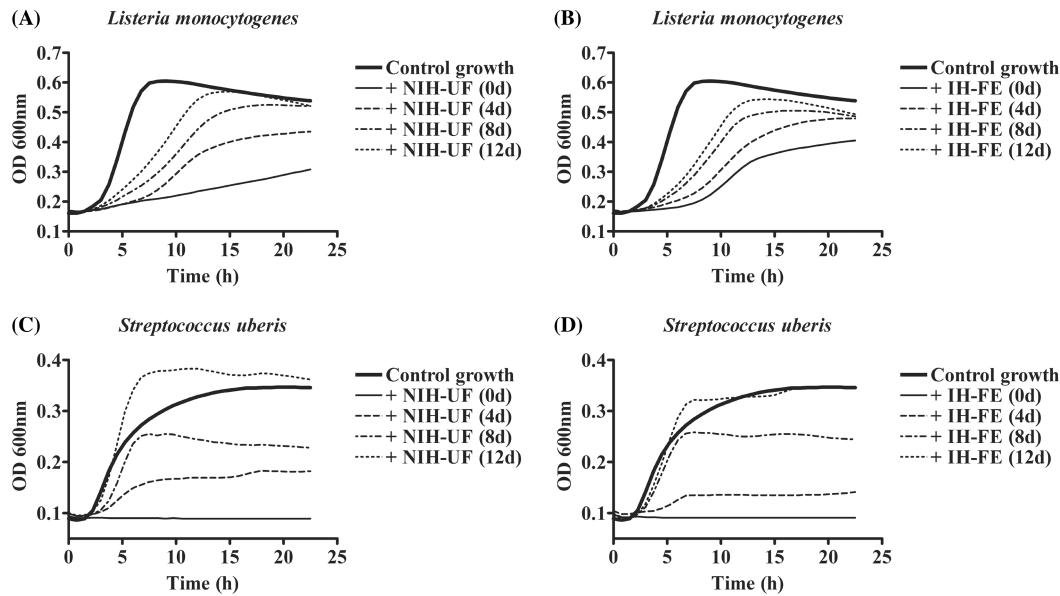 (A) Listeria monocytogenes
0.7
0.6
0.5
0.4
0.3
0.2
0.1
OD 600nm
0 5 10 15 20 25
Time (h)
Control growth
+ NIH-UF (0d)
+ NIH-UF (4d)
+ NIH-UF (8d)
+ NIH-UF (12d)
(B) Listeria monocytogenes
0.7
0.6
0.5
0.4
0.3
0.2
0.1
OD 600nm
0 5 10 15 20 25
Time (h)
Control growth
+ IH-FE (0d)
+ IH-FE (4d)
+ IH-FE (8d)
+ IH-FE (12d)
(C) Streptococcus uberis
0.4
0.3
0.2
0.1
OD 600nm
0 5 10 15 20 25
Time (h)
Control growth
+ NIH-UF (0d)
+ NIH-UF (4d)
+ NIH-UF (8d)
+ NIH-UF (12d)
(D) Streptococcus uberis
0.4
0.3
0.2
0.1
OD 600nm
0 5 10 15 20 25
Time (h)
Control growth
+ IH-FE (0d)
+ IH-FE (4d)
+ IH-FE (8d)
+ IH-FE (12d)